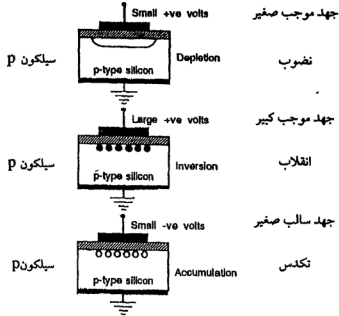 Small +ve volts جهد موجب صغير
Depletion نضوب
p-type silicon سيلكون p
Large +ve volts جهد موجب كبير
Inversion انقلاب
p-type silicon سيلكون p
Small -ve volts جهد سالب صغير
Accumulation تكدس
p-type silicon سيلكون p